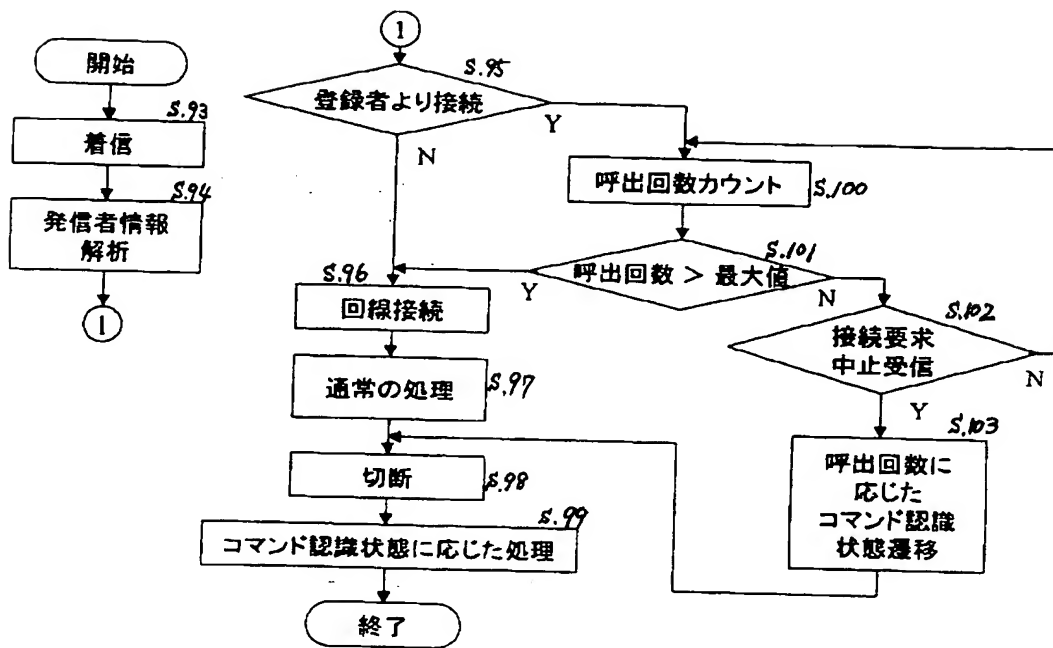 開始
S.93
着信
S.94
発信者情報
解析
1
1
S.95
登録者より接続
Y
N
呼出回数カウント
S.100
S.101
呼出回数 > 最大値
Y
N
S.96
回線接続
S.102
接続要求
中止受信
N
Y
通常の処理
S.97
S.103
呼出回数に
応じた
コマンド認識
状態遷移
切断
S.98
S.99
コマンド認識状態に応じた処理
終了